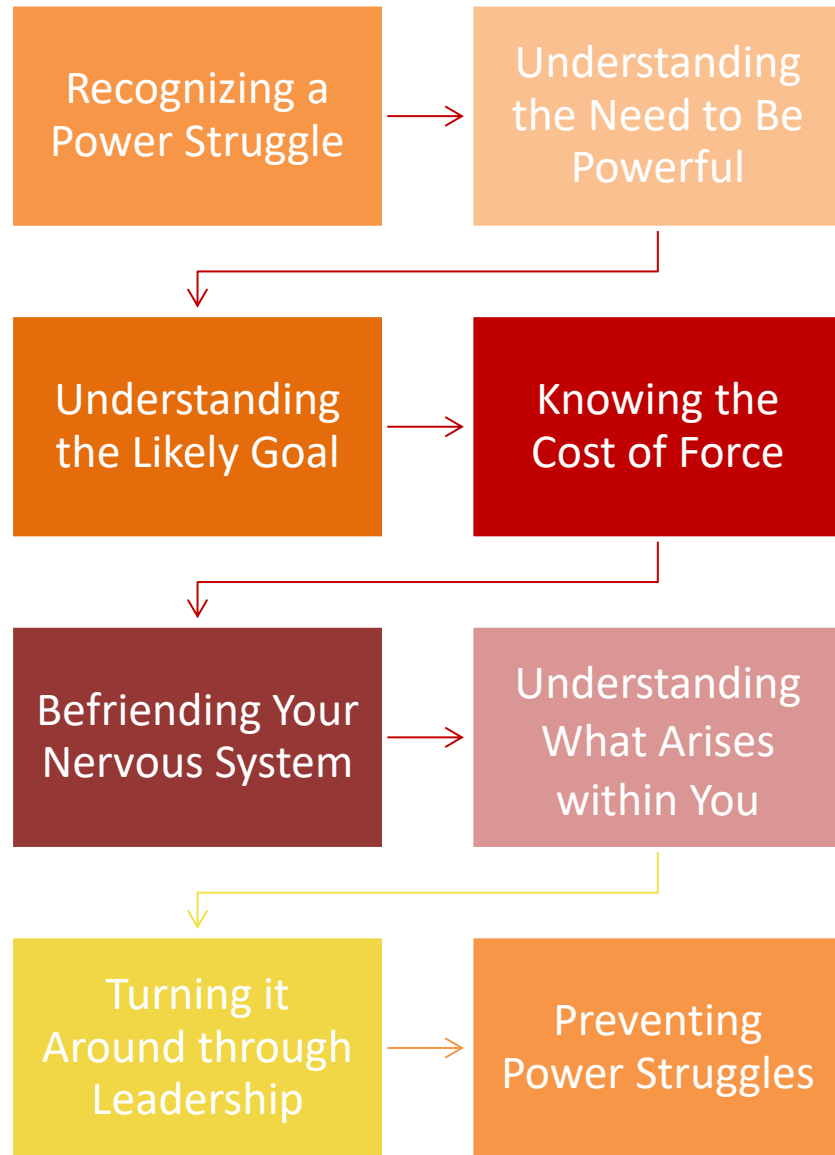 Recognizing a
Power Struggle
Understanding
the Need to Be
Powerful
Understanding
the Likely Goal
Knowing the
Cost of Force
Befriending Your
Nervous System
Understanding
What Arises
within You
Turning it
Around through
Leadership
Preventing
Power Struggles